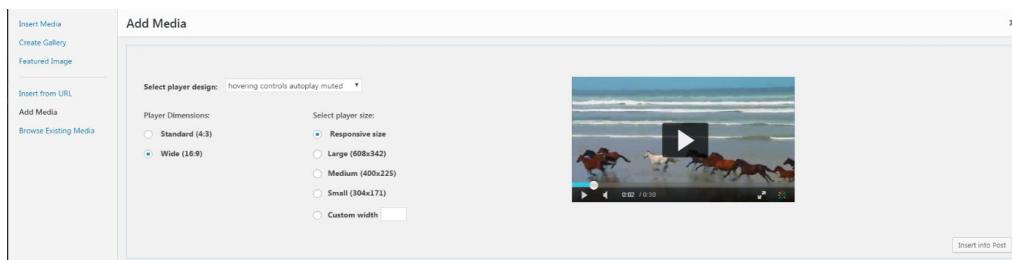 Insert Media
Create Gallery
Featured Image
Insert from URL
Add Media
Browse Existing Media
Add Media
Select player design: hovering controls autoplay muted
Player Dimensions:
Standard (4:3)
Wide (16:9)
Select player size:
Responsive size
Large (608x342)
Medium (400x225)
Small (304x171)
Custom width
0:02 / 0:30
Insert into Post